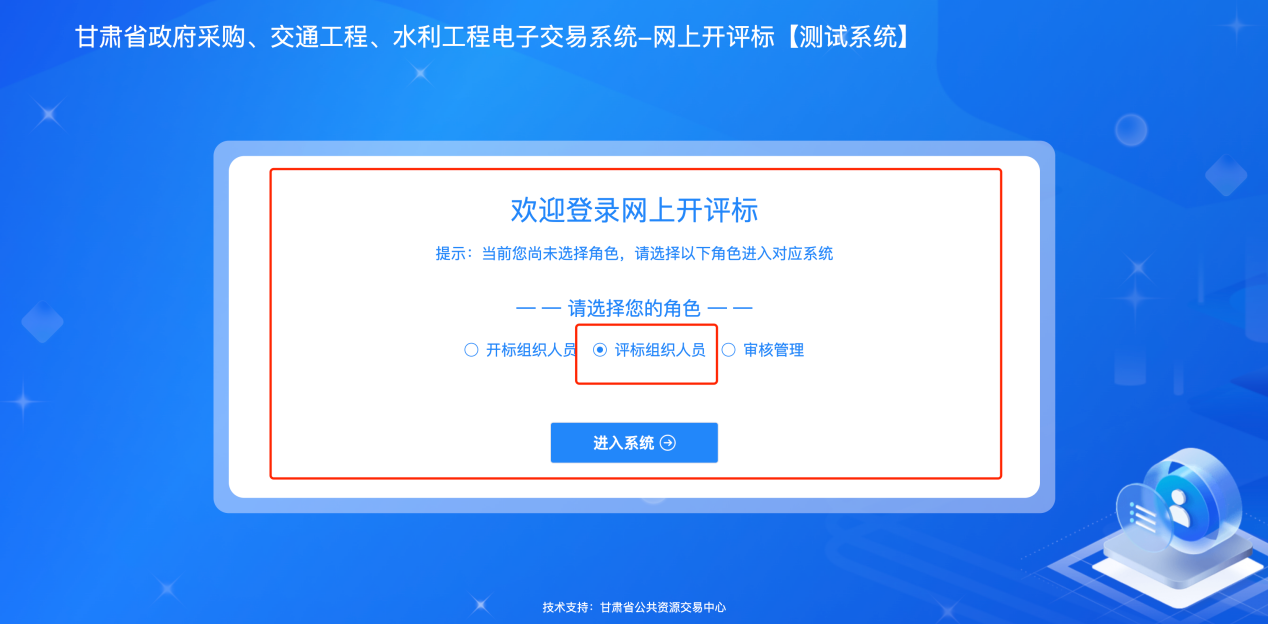 甘肃省政府采购、交通工程、水利工程电子交易系统-网上开评标【测试系统】
欢迎登录网上开评标
提示：当前您尚未选择角色，请选择以下角色进入对应系统
— — 请选择您的角色 — —
开标组织人员 评标组织人员 审核管理
进入系统
技术支持：甘肃省公共资源交易中心